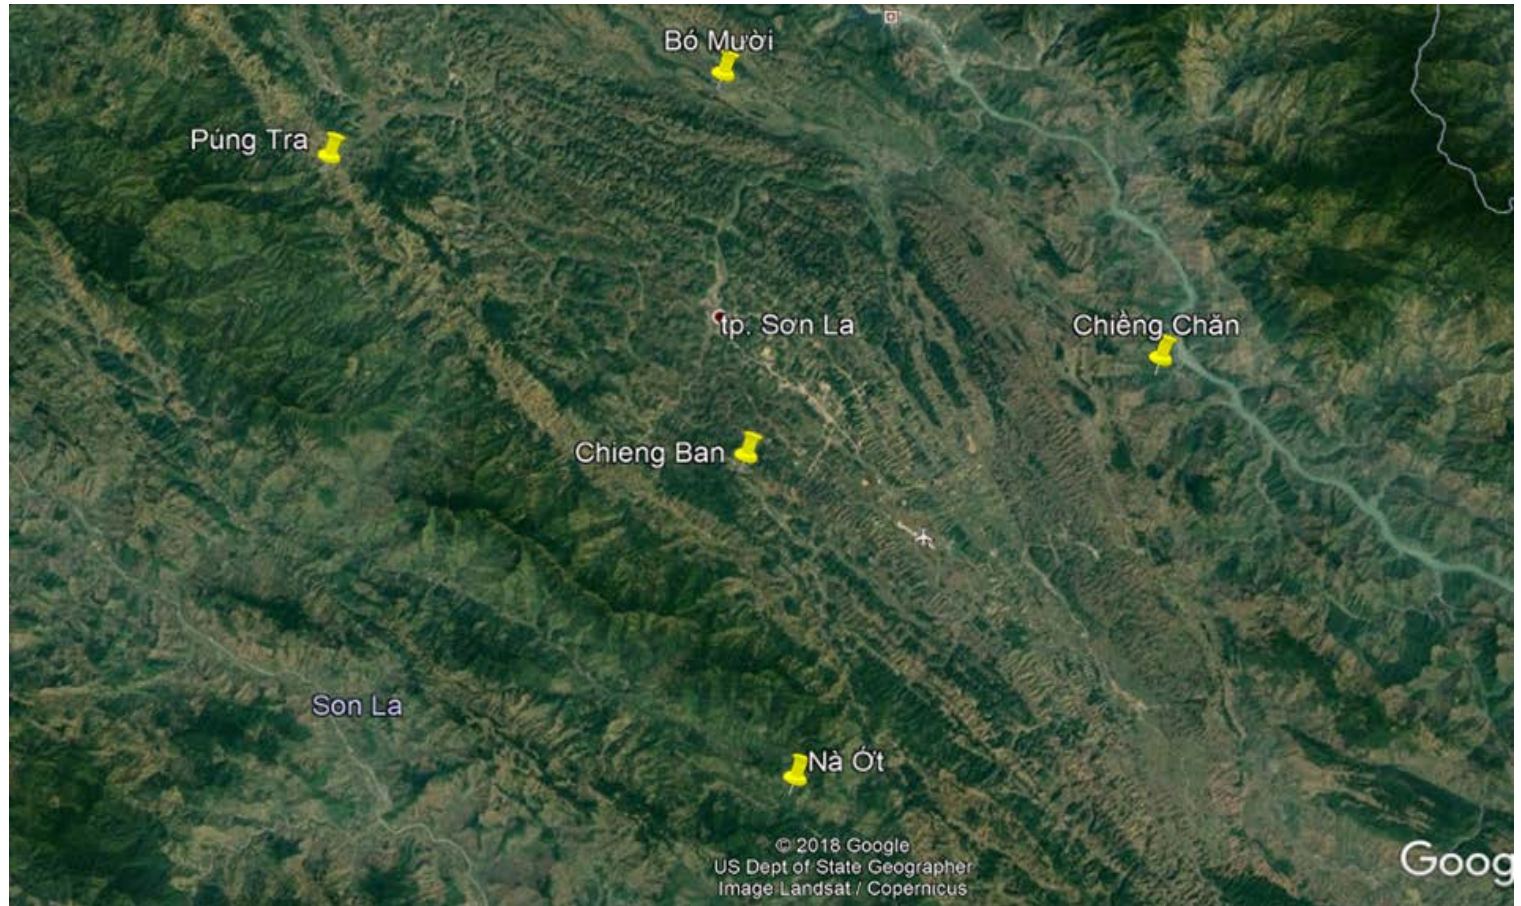 Bó Mười
Púng Tra
tp. Sơn La
Chiềng Chăn
Chieng Ban
Son La
Nà Ớt
© 2018 Google
US Dept of State Geographer
Image Landsat / Copernicus
Goog